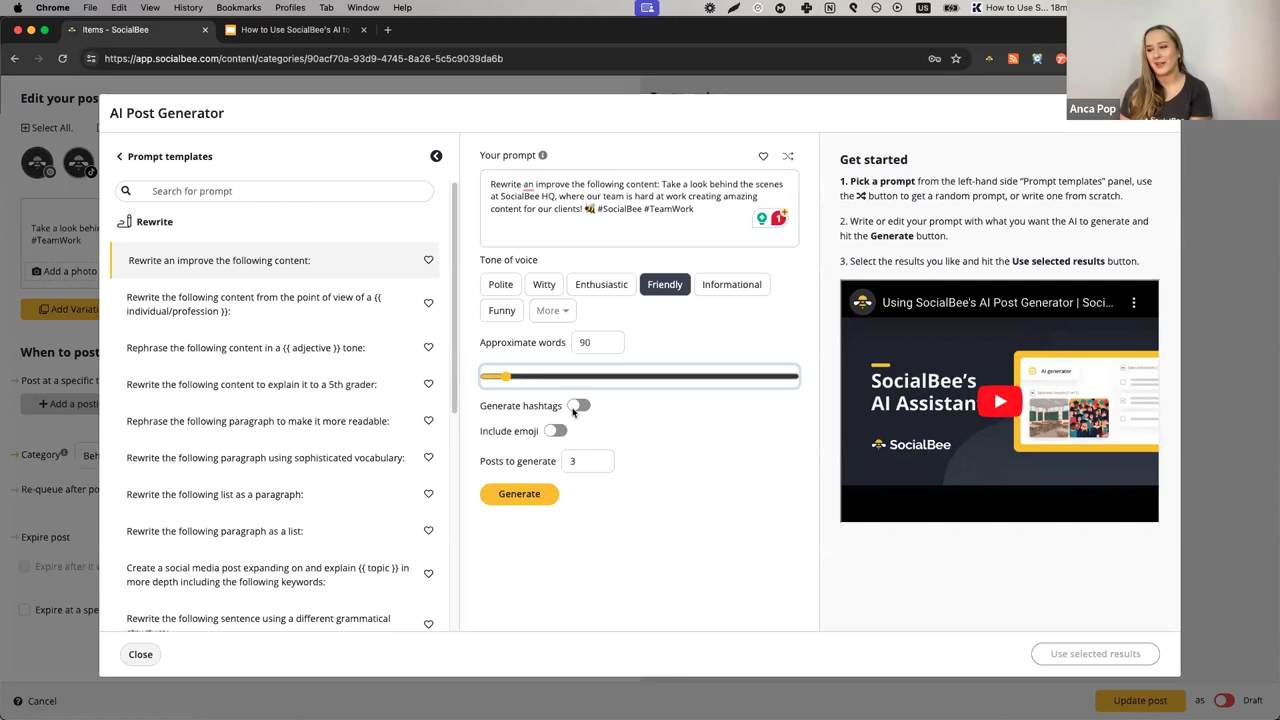 Chrome File Edit View History Bookmarks Profiles Tab Window Help
US
How to Use S... 18m
Items - SocialBee
How to Use SocialBee's AI to
https://app.socialbee.com/content/categories/90acf70a-93d9-4745-8a26-5c5c9039da6b
Anca Pop
Edit your pos
Select All.
Take a look behind
#TeamWork
Add a photo
Add Variati
When to post
Post at a specific t
Add a posti
Category
Beh
Re-queue after po
Expire post
Expire after it
Expire at a spe
Cancel
Update post
as
Draft
AI Post Generator
Prompt templates
Search for prompt
Rewrite
Rewrite an improve the following content:
Rewrite the following content from the point of view of a {{
individual/profession }}:
Rephrase the following content in a {{ adjective }} tone:
Rewrite the following content to explain it to a 5th grader:
Rephrase the following paragraph to make it more readable:
Rewrite the following paragraph using sophisticated vocabulary:
Rewrite the following list as a paragraph:
Rewrite the following paragraph as a list:
Create a social media post expanding on and explain {{ topic }} in
more depth including the following keywords:
Rewrite the following sentence using a different grammatical
Close
Your prompt
Rewrite an improve the following content: Take a look behind the scenes
at SocialBee HQ, where our team is hard at work creating amazing
content for our clients! 🐝 #SocialBee #TeamWork
1
Tone of voice
Polite Witty Enthusiastic Friendly Informational
Funny More
Approximate words 90
Generate hashtags
Include emoji
Posts to generate 3
Generate
Get started
1. Pick a prompt from the left-hand side "Prompt templates" panel, use
the button to get a random prompt, or write one from scratch.
2. Write or edit your prompt with what you want the AI to generate and
hit the Generate button.
3. Select the results you like and hit the Use selected results button.
Using SocialBee's AI Post Generator | Soci...
SocialBee's
AI Assistan
SocialBee
AI generator
Use selected results